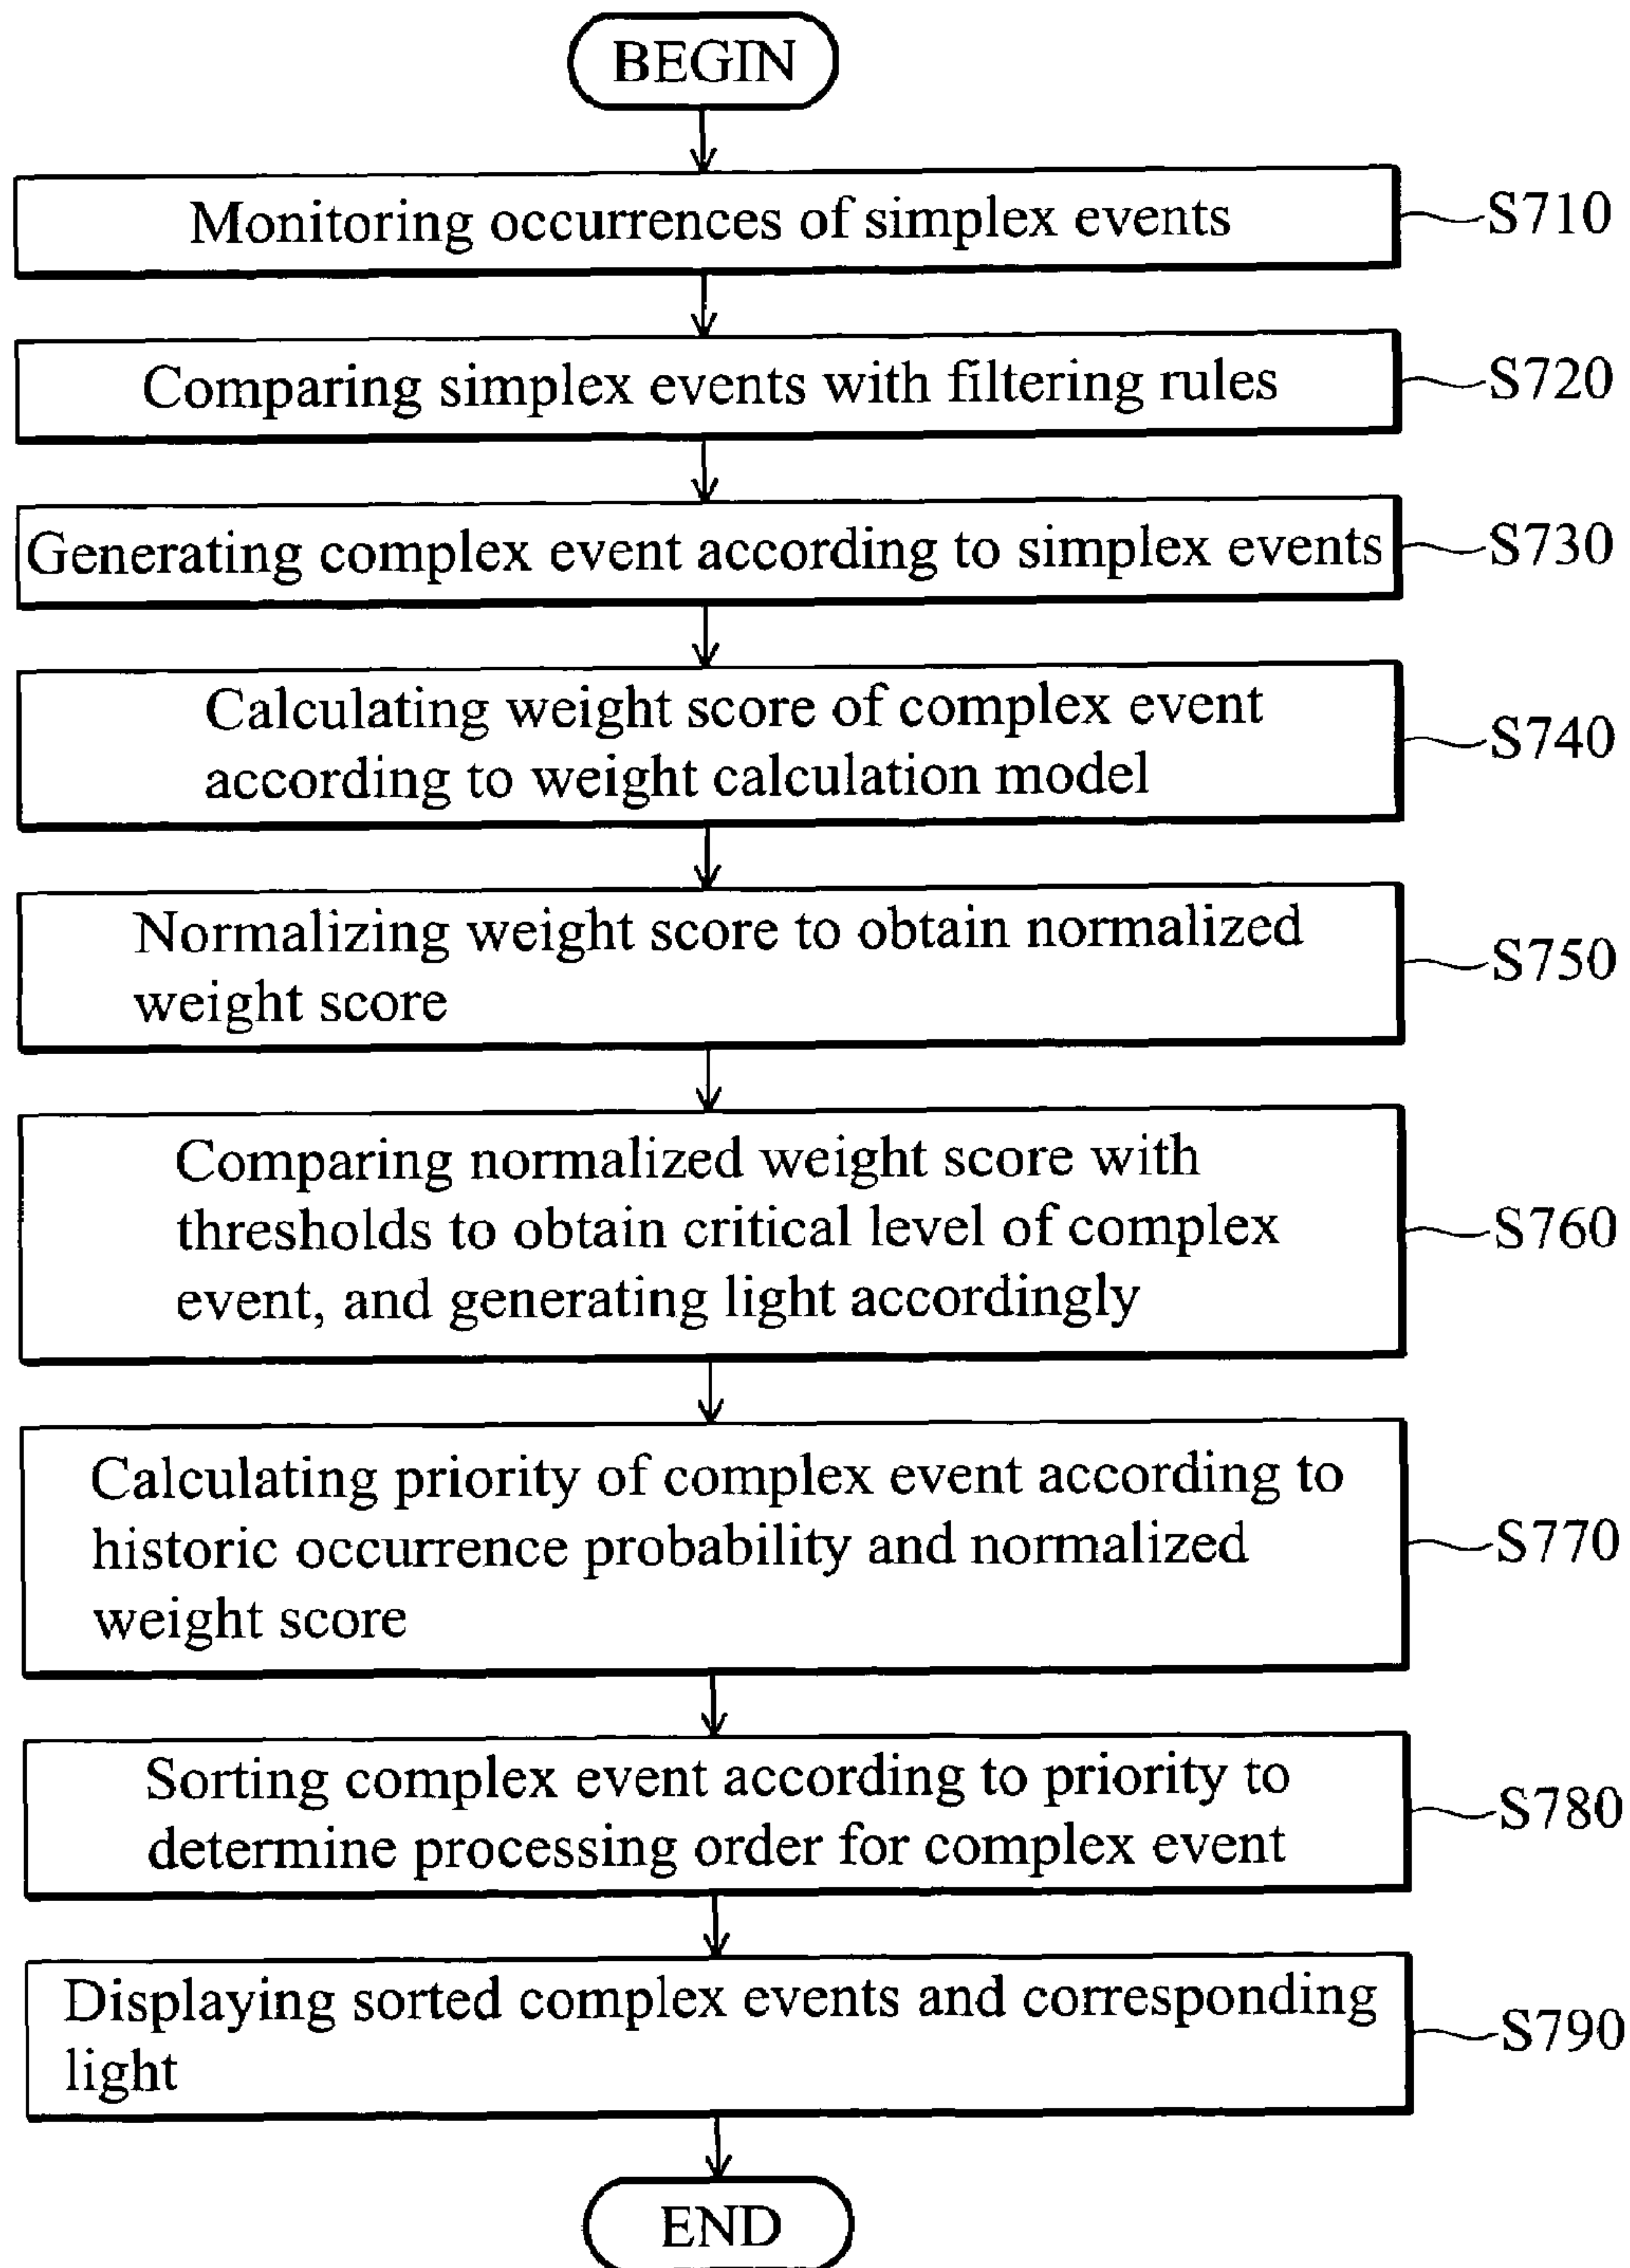 BEGIN
Monitoring occurrences of simplex events
S710
Comparing simplex events with filtering rules
S720
Generating complex event according to simplex events
S730
Calculating weight score of complex event
according to weight calculation model
S740
Normalizing weight score to obtain normalized
weight score
S750
Comparing normalized weight score with
thresholds to obtain critical level of complex
event, and generating light accordingly
S760
Calculating priority of complex event according to
historic occurrence probability and normalized
weight score
S770
Sorting complex event according to priority to
determine processing order for complex event
S780
Displaying sorted complex events and corresponding
light
S790
END